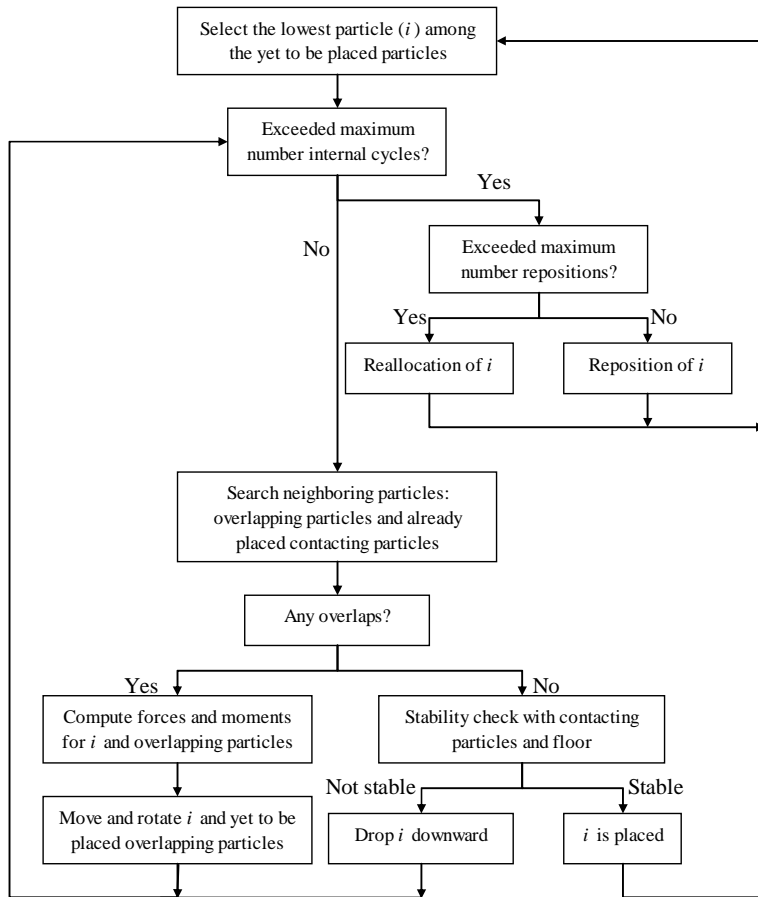 Select the lowest particle (i) among
the yet to be placed particles
Exceeded maximum
number internal cycles?
Yes
No
Exceeded maximum
number repositions?
Yes
No
Reallocation of i
Reposition of i
Search neighboring particles:
overlapping particles and already
placed contacting particles
Any overlaps?
Yes
No
Compute forces and moments
for i and overlapping particles
Stability check with contacting
particles and floor
Not stable
Stable
Move and rotate i and yet to be
placed overlapping particles
Drop i downward
i is placed